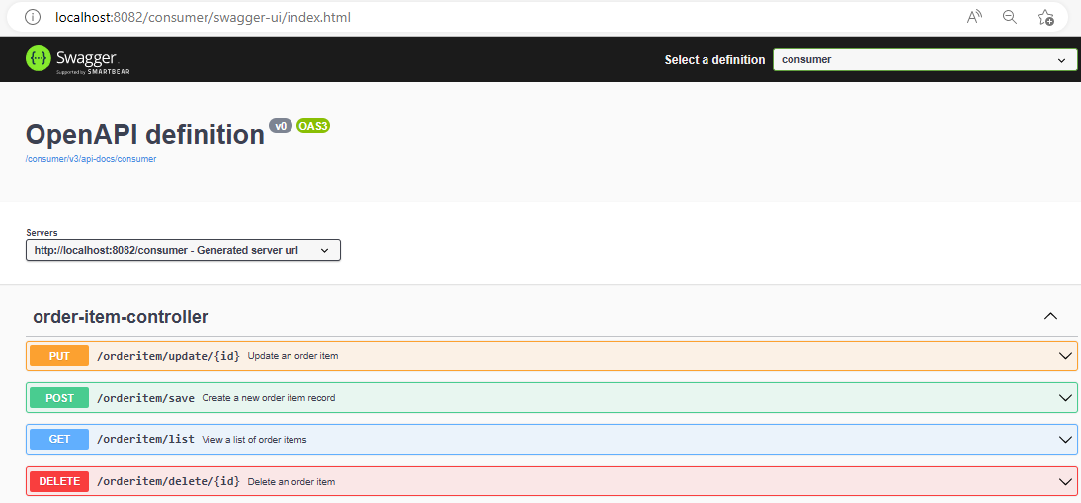 localhost:8082/consumer/swagger-ui/index.html
Swagger
Supported by SMARTBEAR
Select a definition
consumer
OpenAPI definition v0 OAS3
/consumer/v3/api-docs/consumer
Servers
http://localhost:8082/consumer - Generated server url
order-item-controller
PUT /orderitem/update/{id} Update an order item
POST /orderitem/save Create a new order item record
GET /orderitem/list View a list of order items
DELETE /orderitem/delete/{id} Delete an order item